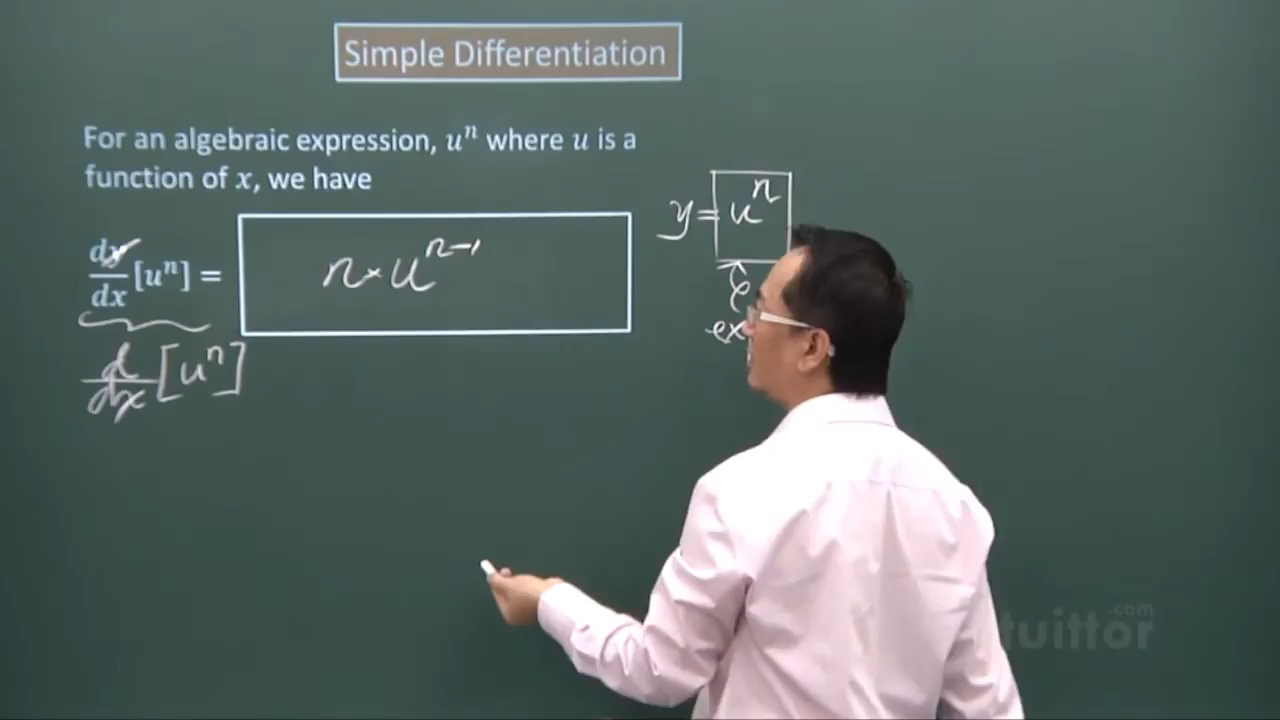 Simple Differentiation
For an algebraic expression, uⁿ where u is a
function of x, we have
y = uⁿ
dy/dx [uⁿ] =
n × uⁿ⁻¹
d/dx [uⁿ]
tuittor.com